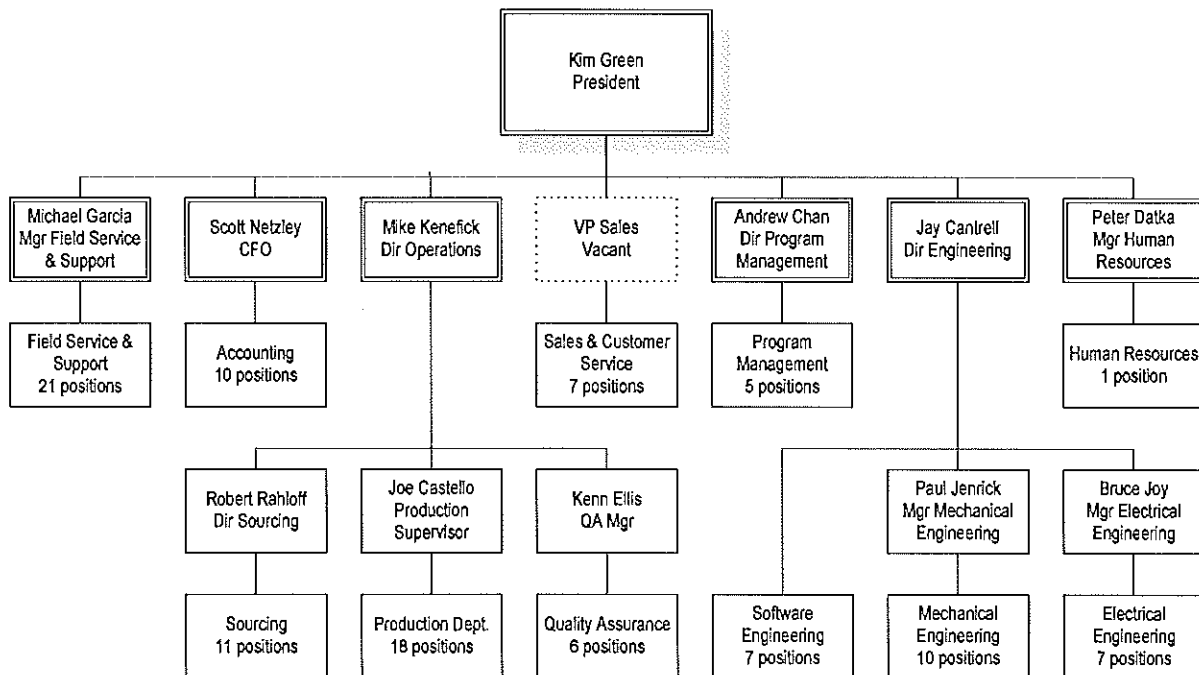 Kim Green
President
Michael Garcia
Mgr Field Service
& Support
Scott Netzley
CFO
Mike Kenefick
Dir Operations
VP Sales
Vacant
Andrew Chan
Dir Program
Management
Jay Cantrell
Dir Engineering
Peter Datka
Mgr Human
Resources
Field Service &
Support
21 positions
Accounting
10 positions
Sales & Customer
Service
7 positions
Program
Management
5 positions
Human Resources
1 position
Robert Rahloff
Dir Sourcing
Joe Castello
Production
Supervisor
Kenn Ellis
QA Mgr
Paul Jenrick
Mgr Mechanical
Engineering
Bruce Joy
Mgr Electrical
Engineering
Sourcing
11 positions
Production Dept.
18 positions
Quality Assurance
6 positions
Software
Engineering
7 positions
Mechanical
Engineering
10 positions
Electrical
Engineering
7 positions